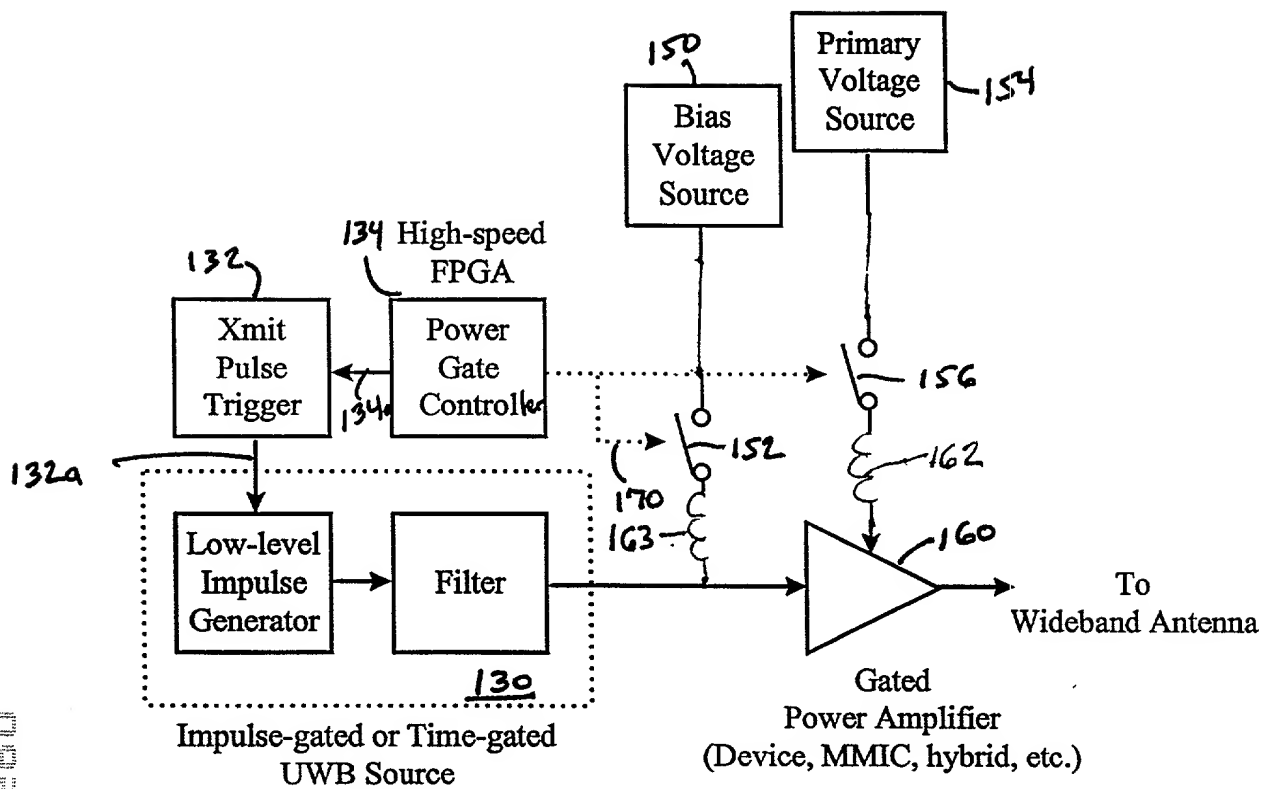 150
Primary
Voltage
Source
154
Bias
Voltage
Source
134 High-speed
FPGA
132
Xmit
Pulse
Trigger
Power
Gate
Controller
134a
156
152
162
170
163
132a
Low-level
Impulse
Generator
Filter
160
To
Wideband Antenna
130
Impulse-gated or Time-gated
UWB Source
Gated
Power Amplifier
(Device, MMIC, hybrid, etc.)